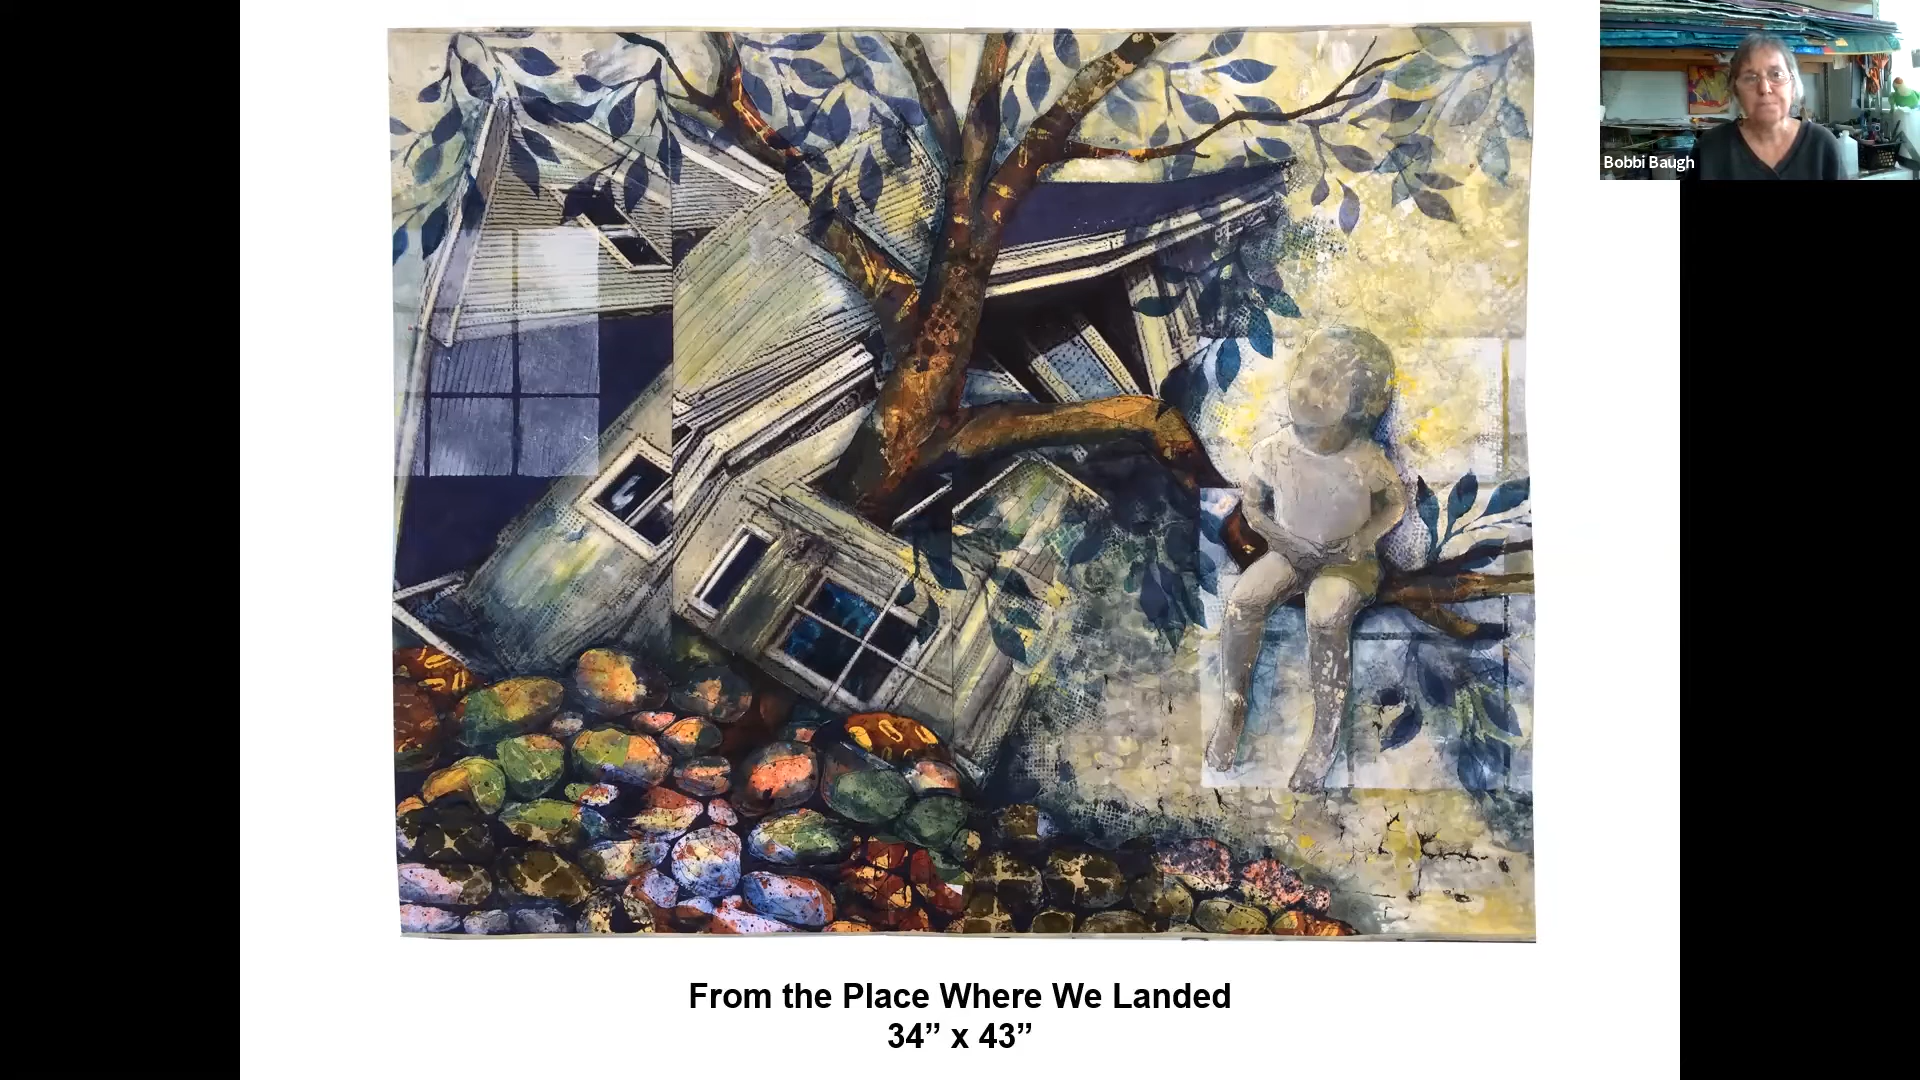 Bobbi Baugh
From the Place Where We Landed
34” x 43”